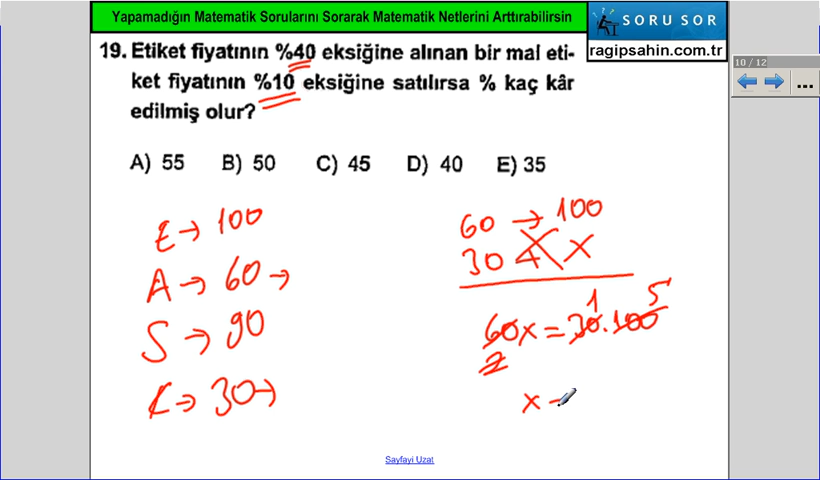 Yapamadığın Matematik Sorularını Sorarak Matematik Netlerini Arttırabilirsin
SORU SOR
ragipsahin.com.tr
10 / 12
...
19. Etiket fiyatının %40 eksiğine alınan bir mal eti-
ket fiyatının %10 eksiğine satılırsa % kaç kâr
edilmiş olur?
A) 55 B) 50 C) 45 D) 40 E) 35
E → 100
A → 60 →
S → 90
K → 30 →
60 → 100
30 x
60x = 30.100
1 5
2
x =
Sayfayı Uzat